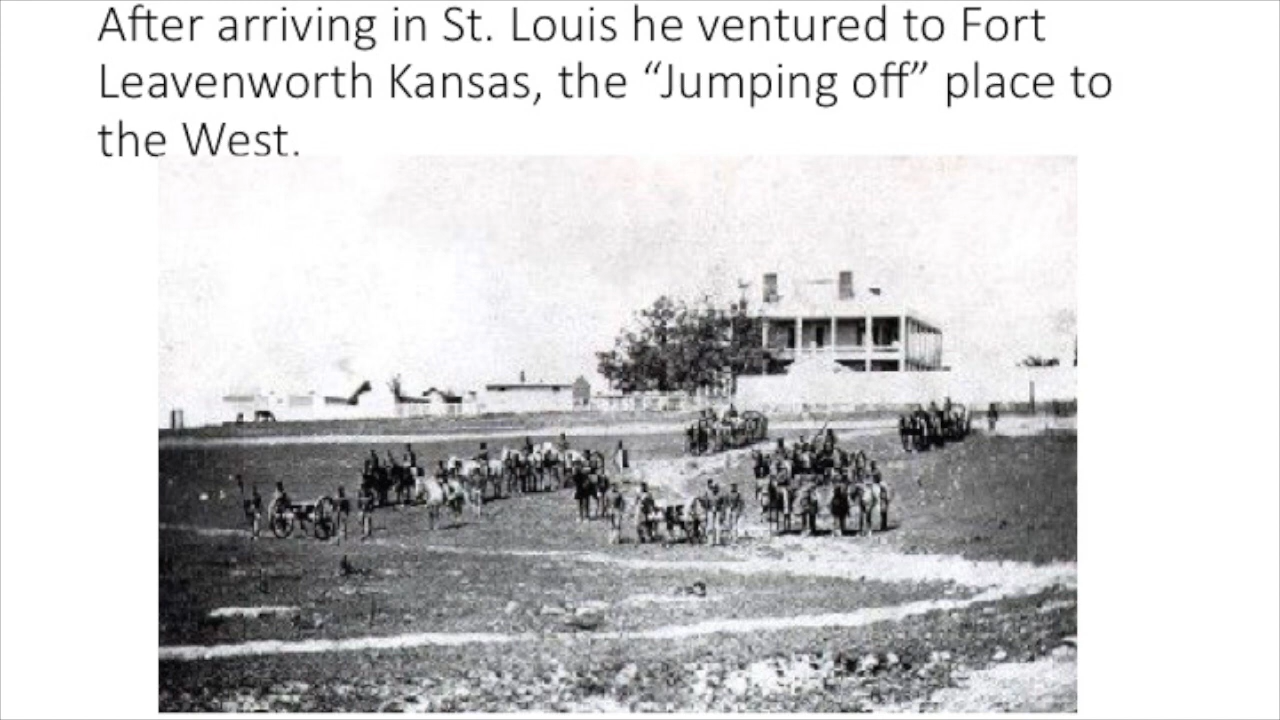 After arriving in St. Louis he ventured to Fort
Leavenworth Kansas, the “Jumping off” place to
the West.